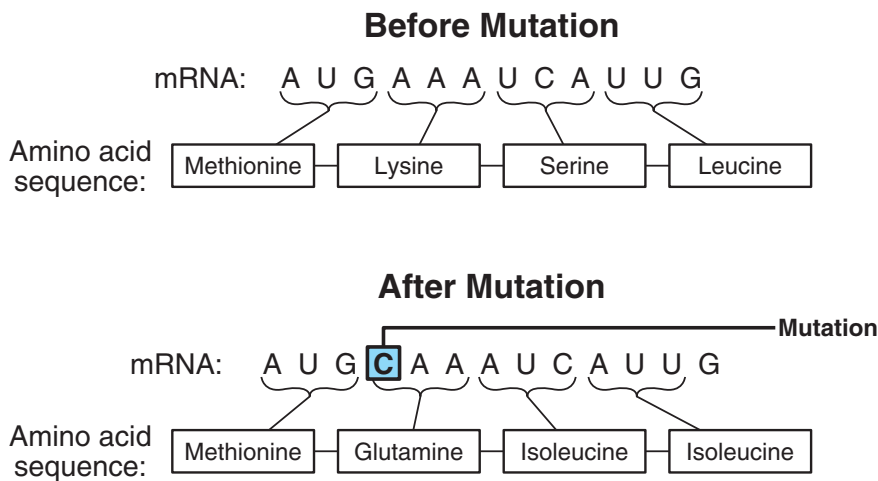 Before Mutation
mRNA: A U G A A A U C A U U G
Amino acid
sequence:
Methionine Lysine Serine Leucine
After Mutation
Mutation
mRNA: A U G C A A A U C A U U G
Amino acid
sequence:
Methionine Glutamine Isoleucine Isoleucine